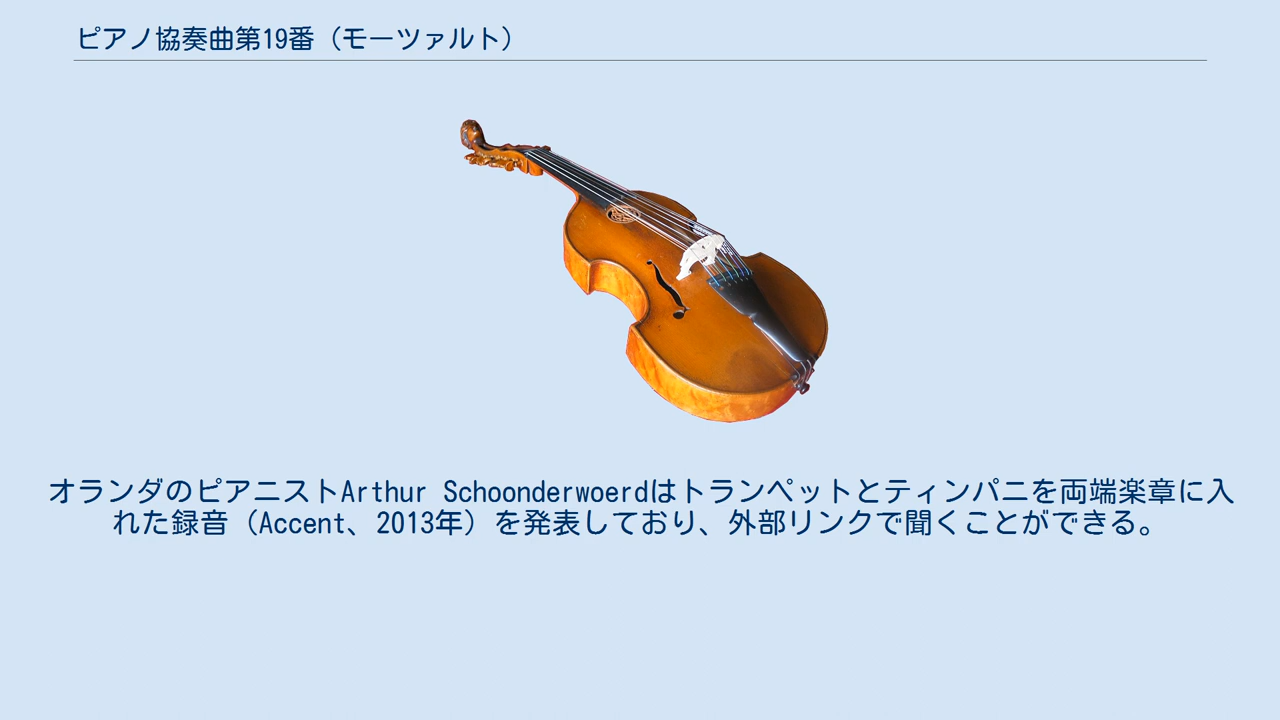 ピアノ協奏曲第19番（モーツァルト）
オランダのピアニストArthur Schoonderwoerdはトランペットとティンパニを両端楽章に入
れた録音（Accent、2013年）を発表しており、外部リンクで聞くことができる。